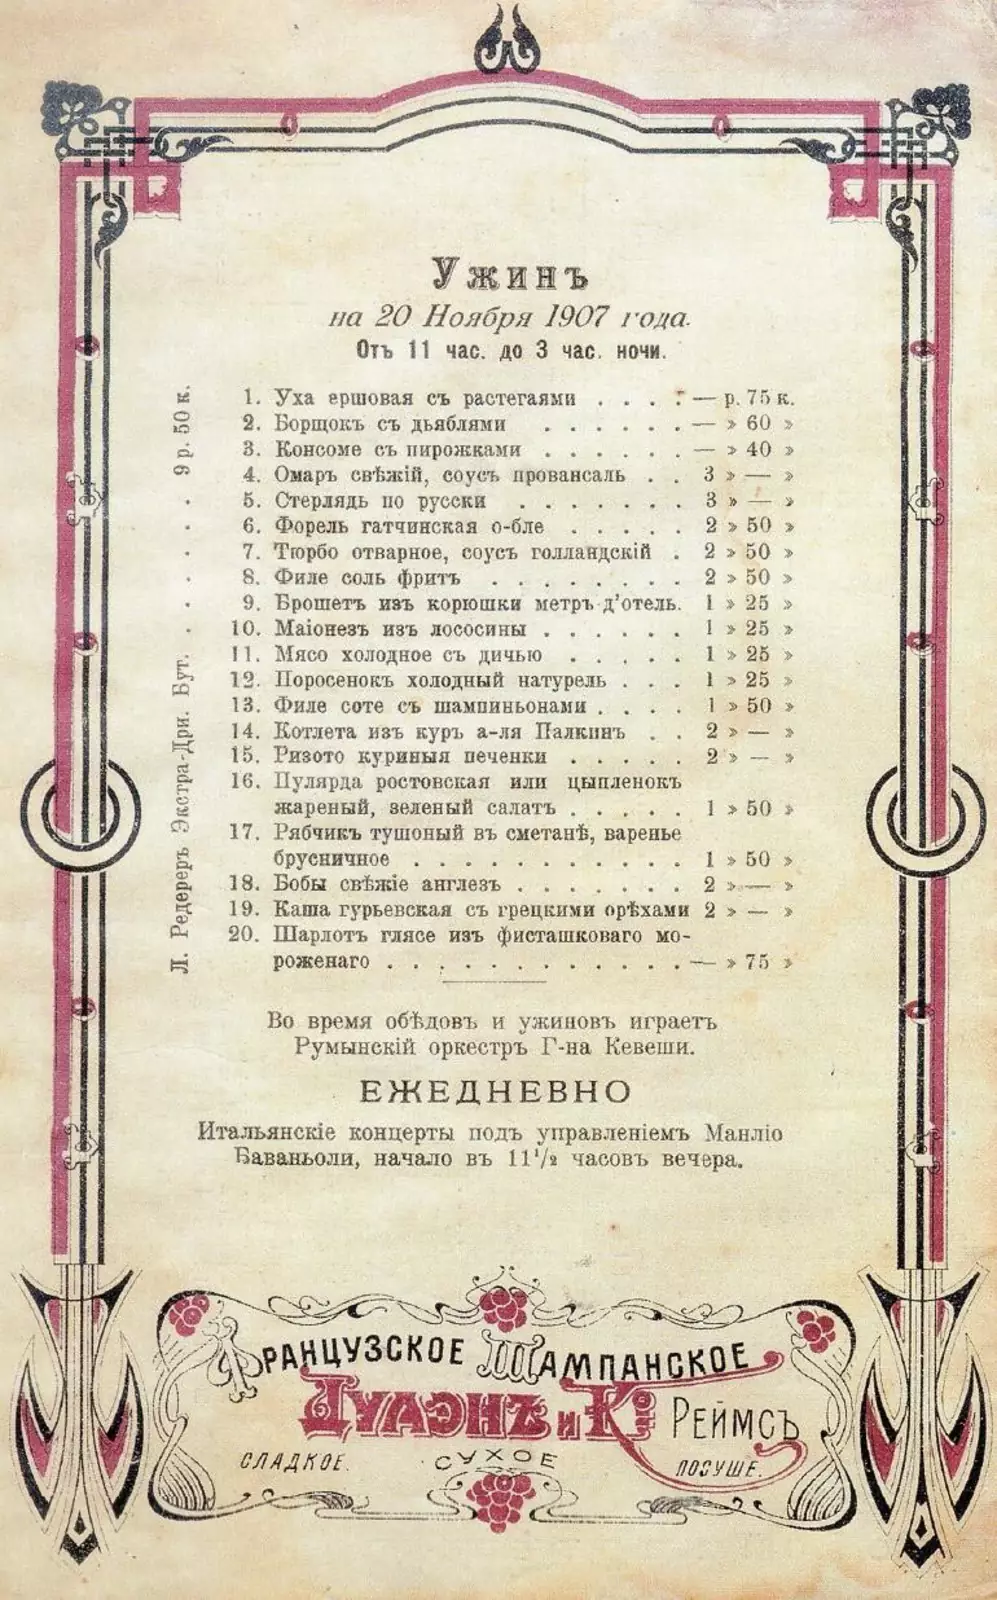 Ужинъ
на 20 Ноября 1907 года.
Отъ 11 час. до 3 час. ночи.
1. Уха ершовая съ растегаями . . . . — р. 75 к.
2. Борщокъ съ дьяблями . . . . . . — » 60 »
3. Консоме съ пирожками . . . . . . — » 40 »
4. Омаръ свѣжій, соусъ провансаль . . 3 » — »
5. Стерлядь по русски . . . . . . . 3 » — »
6. Форель гатчинская о-бле . . . . . 2 » 50 »
7. Тюрбо отварное, соусъ голландскій . 2 » 50 »
8. Филе соль фритъ . . . . . . . . 2 » 50 »
9. Брошетъ изъ корюшки метръ-д’отель. 1 » 25 »
10. Маіонезъ изъ лососины . . . . . . 1 » 25 »
11. Мясо холодное съ дичью . . . . . 1 » 25 »
12. Поросенокъ холодный натурель . . . 1 » 25 »
13. Филе соте съ шампиньонами . . . . 1 » 50 »
14. Котлета изъ куръ а-ля Палкинъ . . 2 » — »
15. Ризото куриныя печенки . . . . . 2 » — »
16. Пулярда ростовская или цыпленокъ
жареный, зеленый салатъ . . . . . 1 » 50 »
17. Рябчикъ тушоный въ сметанѣ, варенье
брусничное . . . . . . . . . . . 1 » 50 »
18. Бобы свѣжіе англезъ . . . . . . . 2 » — »
19. Каша гурьевская съ грецкими орѣхами 2 » — »
20. Шарлотъ глясе изъ фисташковаго мо-
роженаго . . . . . . . . . . . . — » 75 »
Л. Редереръ Экстра-Дри. Бут. . . . . . 9 р. 50 к.
Во время обѣдовъ и ужиновъ играетъ
Румынскій оркестръ Г-на Кевеши.
ЕЖЕДНЕВНО
Итальянскіе концерты подъ управленіемъ Манліо
Баваньоли, начало въ 11½ часовъ вечера.
ФРАНЦУЗСКОЕ ШАМПАНСКОЕ
ДУАЭНЪ и Ко РЕЙМСЪ
СЛАДКОЕ. СУХОЕ ПОСУШЕ.